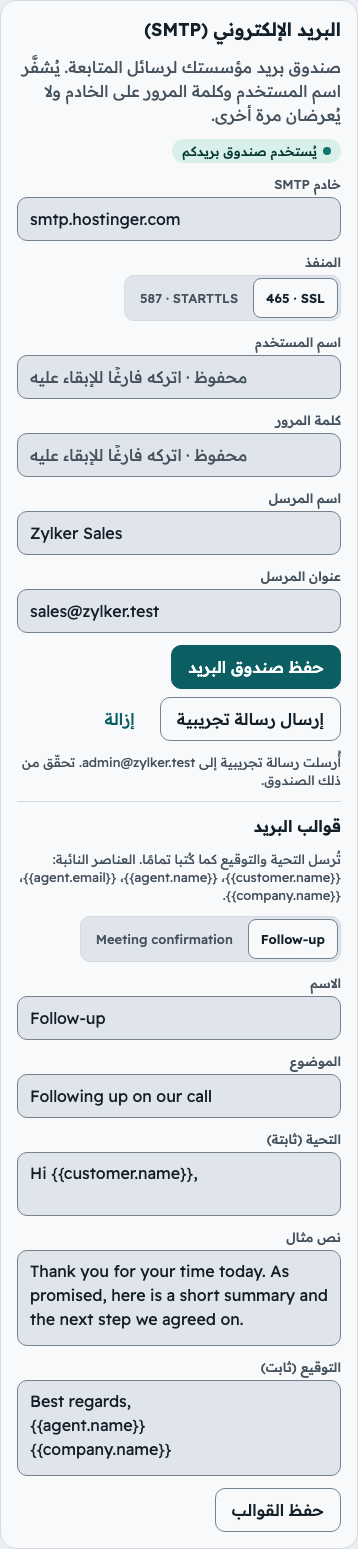 البريد الإلكتروني (SMTP)
صندوق بريد مؤسستك لرسائل المتابعة. يُشفَّر
اسم المستخدم وكلمة المرور على الخادم ولا
يُعرضان مرة أخرى.
يُستخدم صندوق بريدكم
خادم SMTP
smtp.hostinger.com
المنفذ
465 · SSL
587 · STARTTLS
اسم المستخدم
محفوظ · اتركه فارغًا للإبقاء عليه
كلمة المرور
محفوظ · اتركه فارغًا للإبقاء عليه
اسم المرسل
Zylker Sales
عنوان المرسل
sales@zylker.test
حفظ صندوق البريد
إرسال رسالة تجريبية
إزالة
أُرسلت رسالة تجريبية إلى admin@zylker.test. تحقّق من
ذلك الصندوق.
قوالب البريد
تُرسل التحية والتوقيع كما كُتبا تمامًا. العناصر النائبة:
{{customer.name}}، {{agent.name}}، {{agent.email}}،
{{company.name}}.
Follow-up
Meeting confirmation
الاسم
Follow-up
الموضوع
Following up on our call
التحية (ثابتة)
Hi {{customer.name}},
نص مثال
Thank you for your time today. As
promised, here is a short summary and
the next step we agreed on.
التوقيع (ثابت)
Best regards,
{{agent.name}}
{{company.name}}
حفظ القوالب